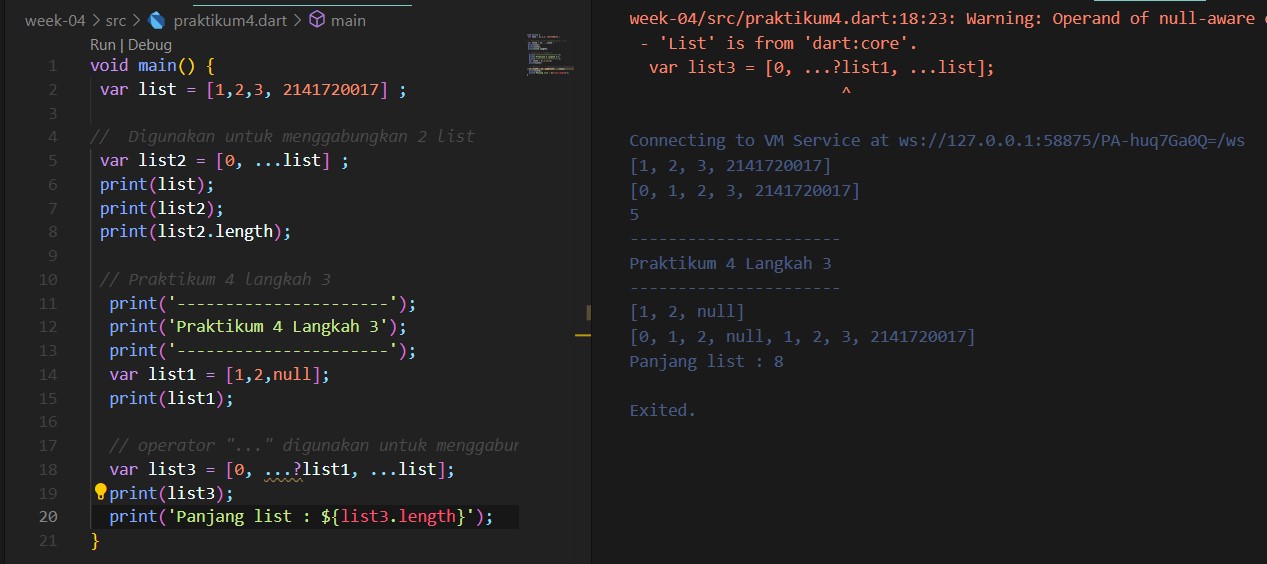 week-04 > src > praktikum4.dart > main
Run | Debug
1 void main() {
2 var list = [1,2,3, 2141720017] ;
3
4 //  Digunakan untuk menggabungkan 2 list
5 var list2 = [0, ...list] ;
6 print(list);
7 print(list2);
8 print(list2.length);
9
10 // Praktikum 4 langkah 3
11 print('----------------------');
12 print('Praktikum 4 Langkah 3');
13 print('----------------------');
14 var list1 = [1,2,null];
15 print(list1);
16
17 // operator "..." digunakan untuk menggabun
18 var list3 = [0, ...?list1, ...list];
19 print(list3);
20 print('Panjang list : ${list3.length}');
21 }
week-04/src/praktikum4.dart:18:23: Warning: Operand of null-aware
- 'List' is from 'dart:core'.
var list3 = [0, ...?list1, ...list];
^
Connecting to VM Service at ws://127.0.0.1:58875/PA-huq7Ga0Q=/ws
[1, 2, 3, 2141720017]
[0, 1, 2, 3, 2141720017]
5
----------------------
Praktikum 4 Langkah 3
----------------------
[1, 2, null]
[0, 1, 2, null, 1, 2, 3, 2141720017]
Panjang list : 8
Exited.